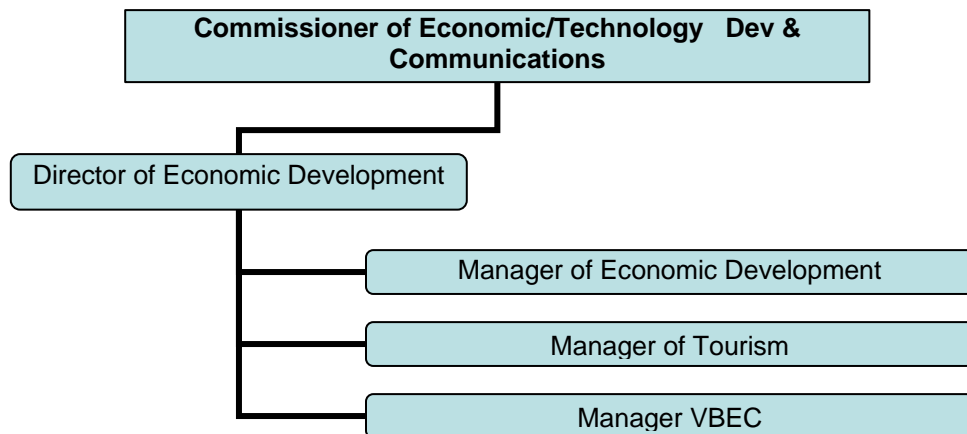 Commissioner of Economic/Technology Dev &
Communications
Director of Economic Development
Manager of Economic Development
Manager of Tourism
Manager VBEC